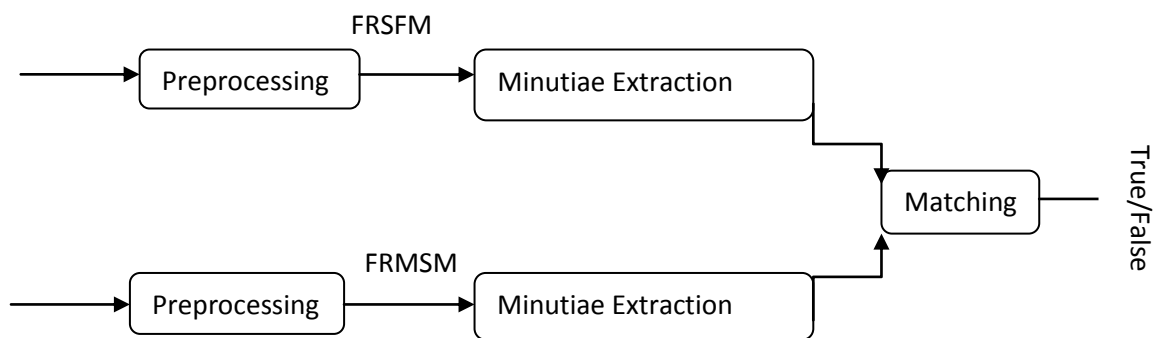 FRSFM
Preprocessing
Minutiae Extraction
Matching
True/False
FRMSM
Preprocessing
Minutiae Extraction